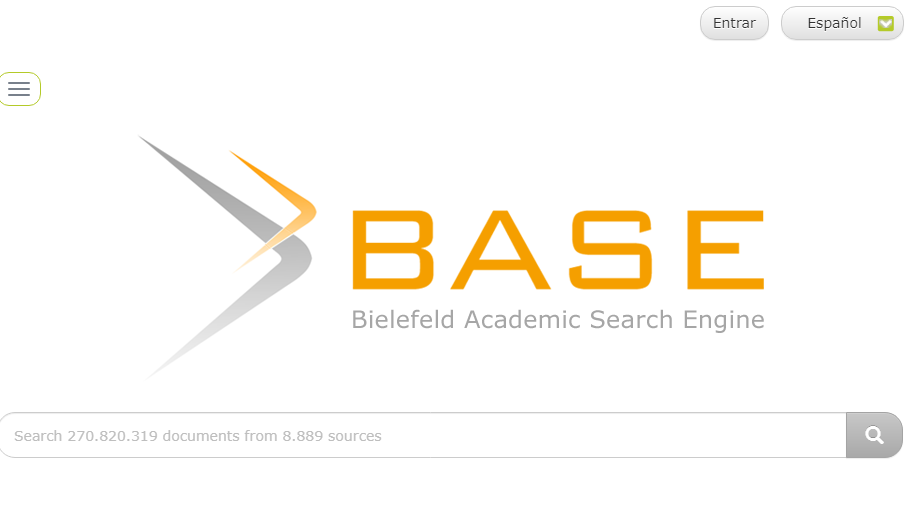 Entrar
Español
BASE
Bielefeld Academic Search Engine
Search 270.820.319 documents from 8.889 sources